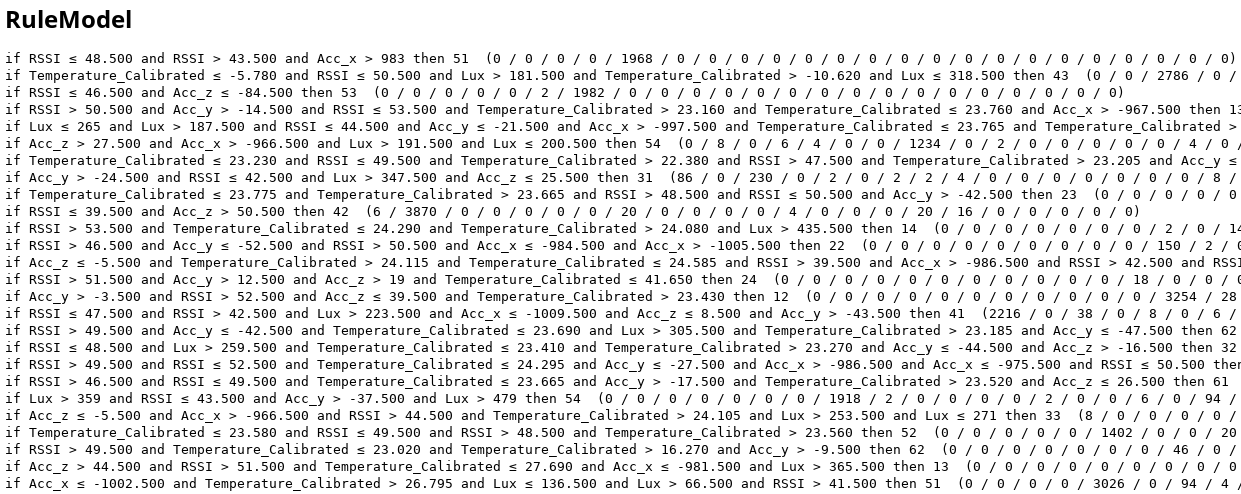 RuleModel
if RSSI ≤ 48.500 and RSSI > 43.500 and Acc_x > 983 then 51  (0 / 0 / 0 / 0 / 1968 / 0 / 0 / 0 / 0 / 0 / 0 / 0 / 0 / 0 / 0 / 0 / 0 / 0 / 0 / 0 / 0 / 0 / 0)
if Temperature_Calibrated ≤ -5.780 and RSSI ≤ 50.500 and Lux > 181.500 and Temperature_Calibrated > -10.620 and Lux ≤ 318.500 then 43  (0 / 0 / 2786 / 0 /
if RSSI ≤ 46.500 and Acc_z ≤ -84.500 then 53  (0 / 0 / 0 / 0 / 0 / 2 / 1982 / 0 / 0 / 0 / 0 / 0 / 0 / 0 / 0 / 0 / 0 / 0 / 0 / 0 / 0 / 0 / 0)
if RSSI > 50.500 and Acc_y > -14.500 and RSSI ≤ 53.500 and Temperature_Calibrated > 23.160 and Temperature_Calibrated ≤ 23.760 and Acc_x > -967.500 then 13
if Lux ≤ 265 and Lux > 187.500 and RSSI ≤ 44.500 and Acc_y ≤ -21.500 and Acc_x > -997.500 and Temperature_Calibrated ≤ 23.765 and Temperature_Calibrated >
if Acc_z > 27.500 and Acc_x > -966.500 and Lux > 191.500 and Lux ≤ 200.500 then 54  (0 / 8 / 0 / 6 / 4 / 0 / 0 / 1234 / 0 / 2 / 0 / 0 / 0 / 0 / 0 / 4 / 0 /
if Temperature_Calibrated ≤ 23.230 and RSSI ≤ 49.500 and Temperature_Calibrated > 22.380 and RSSI > 47.500 and Temperature_Calibrated > 23.205 and Acc_y ≤
if Acc_y > -24.500 and RSSI ≤ 42.500 and Lux > 347.500 and Acc_z ≤ 25.500 then 31  (86 / 0 / 230 / 0 / 2 / 0 / 2 / 2 / 4 / 0 / 0 / 0 / 0 / 0 / 0 / 0 / 8 /
if Temperature_Calibrated ≤ 23.775 and Temperature_Calibrated > 23.665 and RSSI > 48.500 and RSSI ≤ 50.500 and Acc_y > -42.500 then 23  (0 / 0 / 0 / 0 / 0
if RSSI ≤ 39.500 and Acc_z > 50.500 then 42  (6 / 3870 / 0 / 0 / 0 / 0 / 0 / 0 / 20 / 0 / 0 / 0 / 0 / 4 / 0 / 0 / 0 / 20 / 16 / 0 / 0 / 0 / 0 / 0)
if RSSI > 53.500 and Temperature_Calibrated ≤ 24.290 and Temperature_Calibrated > 24.080 and Lux > 435.500 then 14  (0 / 0 / 0 / 0 / 0 / 0 / 0 / 2 / 0 / 14
if RSSI > 46.500 and Acc_y ≤ -52.500 and RSSI > 50.500 and Acc_x ≤ -984.500 and Acc_x > -1005.500 then 22  (0 / 0 / 0 / 0 / 0 / 0 / 0 / 0 / 0 / 150 / 2 / 0
if Acc_z ≤ -5.500 and Temperature_Calibrated > 24.115 and Temperature_Calibrated ≤ 24.585 and RSSI > 39.500 and Acc_x > -986.500 and RSSI > 42.500 and RSSI
if RSSI > 51.500 and Acc_y > 12.500 and Acc_z > 19 and Temperature_Calibrated ≤ 41.650 then 24  (0 / 0 / 0 / 0 / 0 / 0 / 0 / 0 / 0 / 0 / 0 / 18 / 0 / 0 / 0
if Acc_y > -3.500 and RSSI > 52.500 and Acc_z ≤ 39.500 and Temperature_Calibrated > 23.430 then 12  (0 / 0 / 0 / 0 / 0 / 0 / 0 / 0 / 0 / 0 / 0 / 3254 / 28
if RSSI ≤ 47.500 and RSSI > 42.500 and Lux > 223.500 and Acc_x ≤ -1009.500 and Acc_z ≤ 8.500 and Acc_y > -43.500 then 41  (2216 / 0 / 38 / 0 / 8 / 0 / 6 /
if RSSI > 49.500 and Acc_y ≤ -42.500 and Temperature_Calibrated ≤ 23.690 and Lux > 305.500 and Temperature_Calibrated > 23.185 and Acc_y ≤ -47.500 then 62
if RSSI ≤ 48.500 and Lux > 259.500 and Temperature_Calibrated ≤ 23.410 and Temperature_Calibrated > 23.270 and Acc_y ≤ -44.500 and Acc_z > -16.500 then 32
if RSSI > 49.500 and RSSI ≤ 52.500 and Temperature_Calibrated ≤ 24.295 and Acc_y ≤ -27.500 and Acc_x > -986.500 and Acc_x ≤ -975.500 and RSSI ≤ 50.500 then
if RSSI > 46.500 and RSSI ≤ 49.500 and Temperature_Calibrated ≤ 23.665 and Acc_y > -17.500 and Temperature_Calibrated > 23.520 and Acc_z ≤ 26.500 then 61
if Lux > 359 and RSSI ≤ 43.500 and Acc_y > -37.500 and Lux > 479 then 54  (0 / 0 / 0 / 0 / 0 / 0 / 0 / 1918 / 2 / 0 / 0 / 0 / 0 / 2 / 0 / 0 / 6 / 0 / 94 /
if Acc_z ≤ -5.500 and Acc_x > -966.500 and RSSI > 44.500 and Temperature_Calibrated > 24.105 and Lux > 253.500 and Lux ≤ 271 then 33  (8 / 0 / 0 / 0 / 0 /
if Temperature_Calibrated ≤ 23.580 and RSSI ≤ 49.500 and RSSI > 48.500 and Temperature_Calibrated > 23.560 then 52  (0 / 0 / 0 / 0 / 0 / 1402 / 0 / 0 / 20
if RSSI > 49.500 and Temperature_Calibrated ≤ 23.020 and Temperature_Calibrated > 16.270 and Acc_y > -9.500 then 62  (0 / 0 / 0 / 0 / 0 / 0 / 0 / 46 / 0 /
if Acc_z > 44.500 and RSSI > 51.500 and Temperature_Calibrated ≤ 27.690 and Acc_x ≤ -981.500 and Lux > 365.500 then 13  (0 / 0 / 0 / 0 / 0 / 0 / 0 / 0 / 0
if Acc_x ≤ -1002.500 and Temperature_Calibrated > 26.795 and Lux ≤ 136.500 and Lux > 66.500 and RSSI > 41.500 then 51  (0 / 0 / 0 / 0 / 3026 / 0 / 94 / 4 /